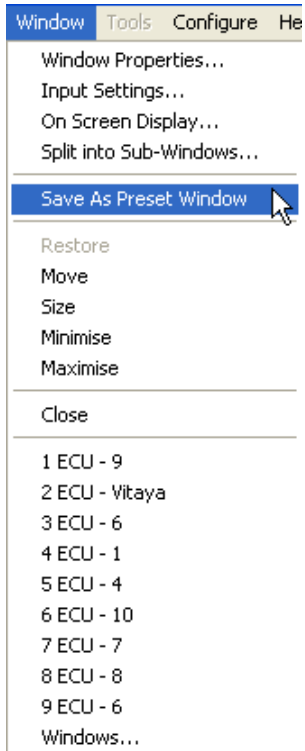 Window Tools Configure He
Window Properties...
Input Settings...
On Screen Display...
Split into Sub-Windows...
Save As Preset Window
Restore
Move
Size
Minimise
Maximise
Close
1 ECU - 9
2 ECU - Vitaya
3 ECU - 6
4 ECU - 1
5 ECU - 4
6 ECU - 10
7 ECU - 7
8 ECU - 8
9 ECU - 6
Windows...